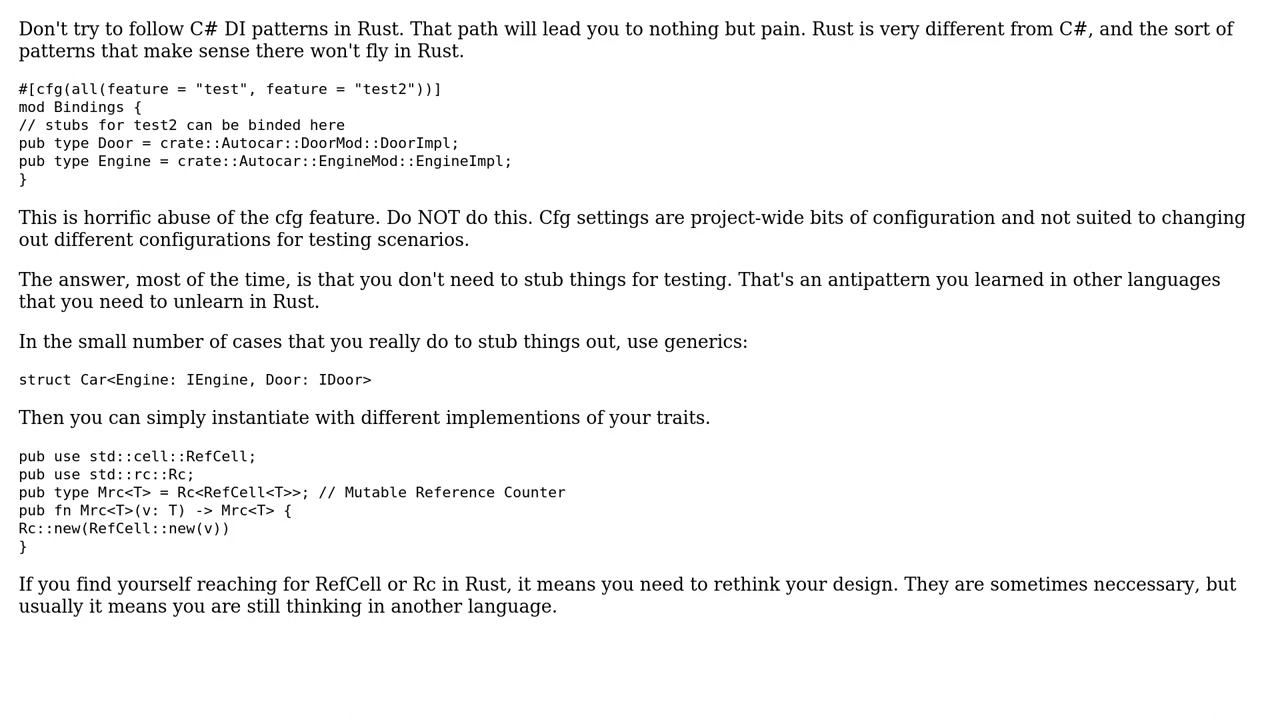 Don't try to follow C# DI patterns in Rust. That path will lead you to nothing but pain. Rust is very different from C#, and the sort of
patterns that make sense there won't fly in Rust.
#[cfg(all(feature = "test", feature = "test2"))]
mod Bindings {
// stubs for test2 can be binded here
pub type Door = crate::Autocar::DoorMod::DoorImpl;
pub type Engine = crate::Autocar::EngineMod::EngineImpl;
}
This is horrific abuse of the cfg feature. Do NOT do this. Cfg settings are project-wide bits of configuration and not suited to changing
out different configurations for testing scenarios.
The answer, most of the time, is that you don't need to stub things for testing. That's an antipattern you learned in other languages
that you need to unlearn in Rust.
In the small number of cases that you really do to stub things out, use generics:
struct Car<Engine: IEngine, Door: IDoor>
Then you can simply instantiate with different implementions of your traits.
pub use std::cell::RefCell;
pub use std::rc::Rc;
pub type Mrc<T> = Rc<RefCell<T>>; // Mutable Reference Counter
pub fn Mrc<T>(v: T) -> Mrc<T> {
Rc::new(RefCell::new(v))
}
If you find yourself reaching for RefCell or Rc in Rust, it means you need to rethink your design. They are sometimes neccessary, but
usually it means you are still thinking in another language.